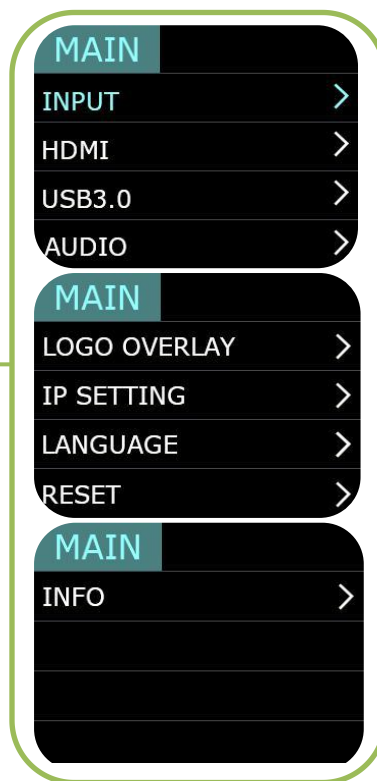 MAIN
INPUT
HDMI
USB3.0
AUDIO
MAIN
LOGO OVERLAY
IP SETTING
LANGUAGE
RESET
MAIN
INFO